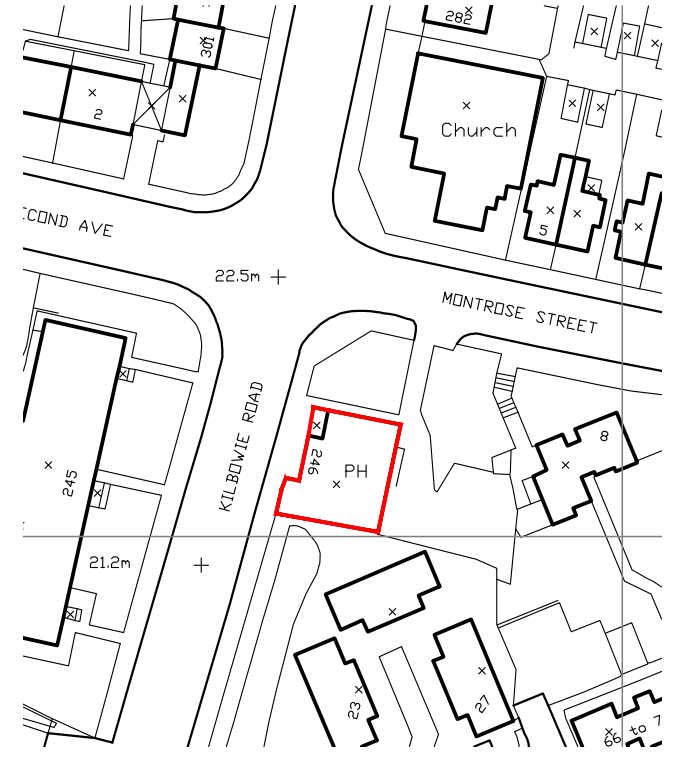 282
301
2
Church
5
ECOND AVE
22.5m
MONTROSE STREET
KILBOWIE ROAD
8
246
PH
245
21.2m
23
27
66 to 7